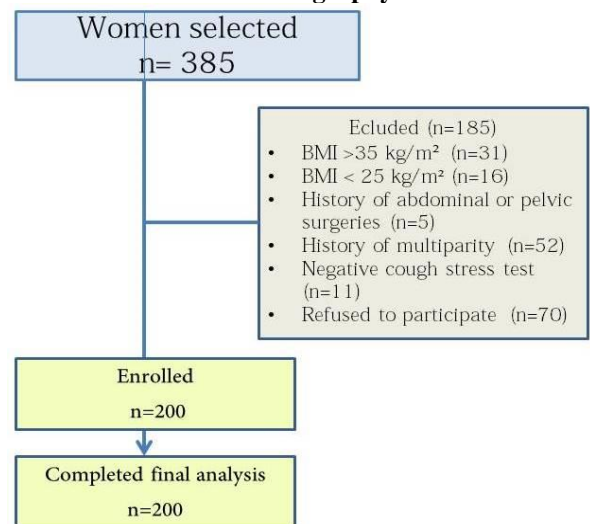 Women selected
n= 385
Ecluded (n=185)
• BMI >35 kg/m² (n=31)
• BMI < 25 kg/m² (n=16)
• History of abdominal or pelvic
surgeries (n=5)
• History of multiparity (n=52)
• Negative cough stress test
(n=11)
• Refused to participate (n=70)
Enrolled
n=200
Completed final analysis
n=200